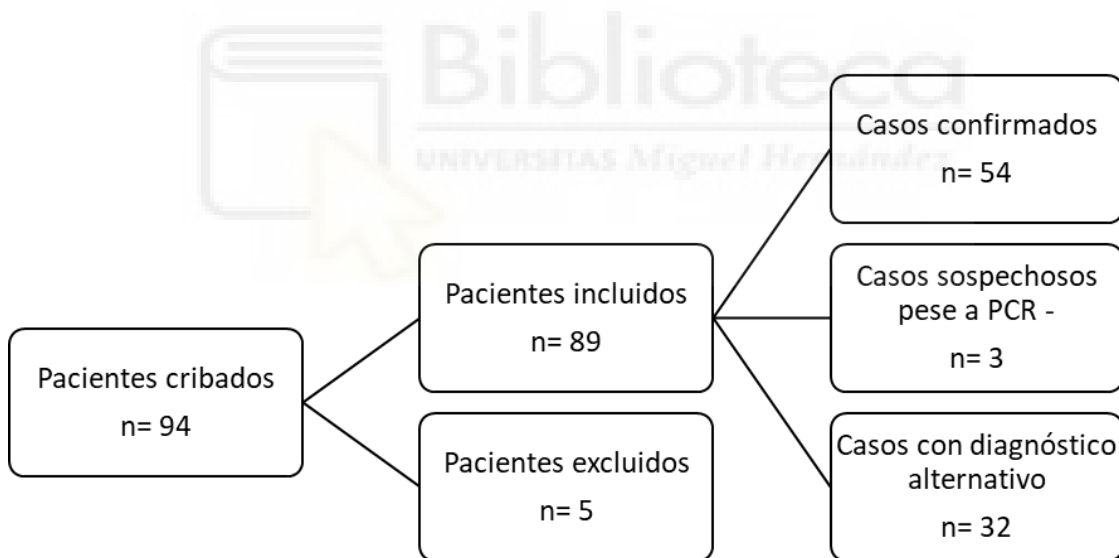 Biblioteca
UNIVERSITAS Miguel Hernández
Casos confirmados
n= 54
Pacientes incluidos
n= 89
Casos sospechosos
pese a PCR -
n= 3
Pacientes cribados
n= 94
Pacientes excluidos
n= 5
Casos con diagnóstico
alternativo
n= 32